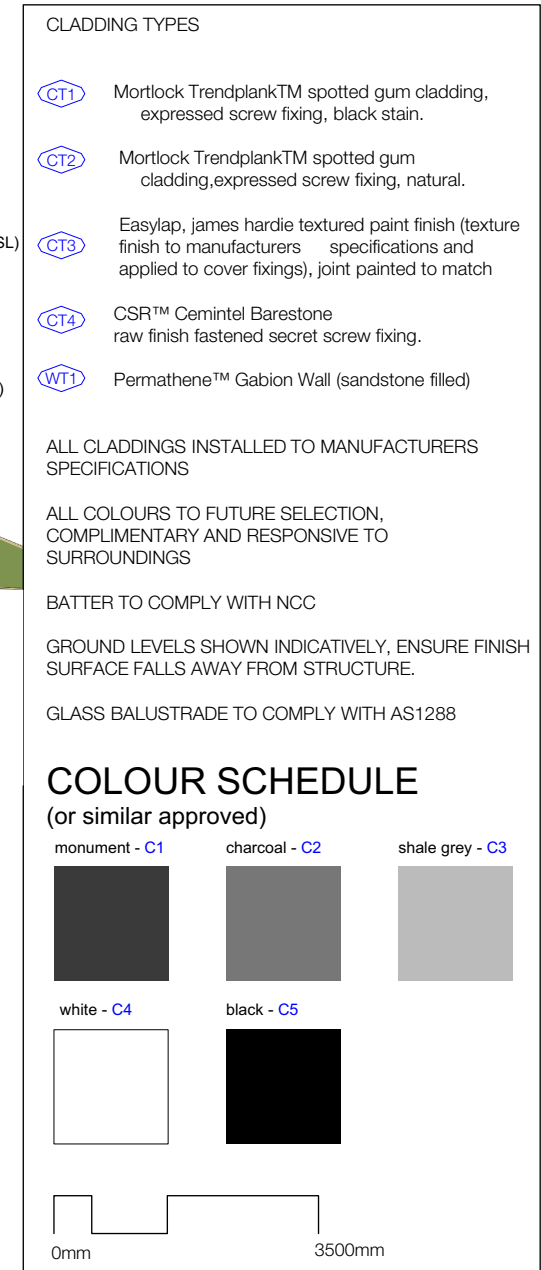 CLADDING TYPES
CT1 Mortlock TrendplankTM spotted gum cladding,
expressed screw fixing, black stain.
CT2 Mortlock TrendplankTM spotted gum
cladding,expressed screw fixing, natural.
SL)
CT3 Easylap, james hardie textured paint finish (texture
finish to manufacturers specifications and
applied to cover fixings), joint painted to match
CT4 CSR™ Cemintel Barestone
raw finish fastened secret screw fixing.
)
WT1 Permathene™ Gabion Wall (sandstone filled)
ALL CLADDINGS INSTALLED TO MANUFACTURERS
SPECIFICATIONS
ALL COLOURS TO FUTURE SELECTION,
COMPLIMENTARY AND RESPONSIVE TO
SURROUNDINGS
BATTER TO COMPLY WITH NCC
GROUND LEVELS SHOWN INDICATIVELY, ENSURE FINISH
SURFACE FALLS AWAY FROM STRUCTURE.
GLASS BALUSTRADE TO COMPLY WITH AS1288
COLOUR SCHEDULE
(or similar approved)
monument - C1 charcoal - C2 shale grey - C3
white - C4 black - C5
0mm 3500mm